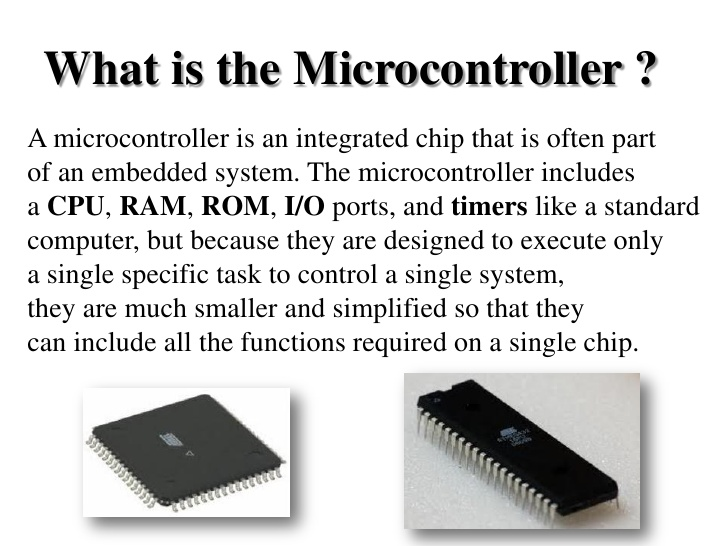 What is the Microcontroller ?
A microcontroller is an integrated chip that is often part
of an embedded system. The microcontroller includes
a CPU, RAM, ROM, I/O ports, and timers like a standard
computer, but because they are designed to execute only
a single specific task to control a single system,
they are much smaller and simplified so that they
can include all the functions required on a single chip.